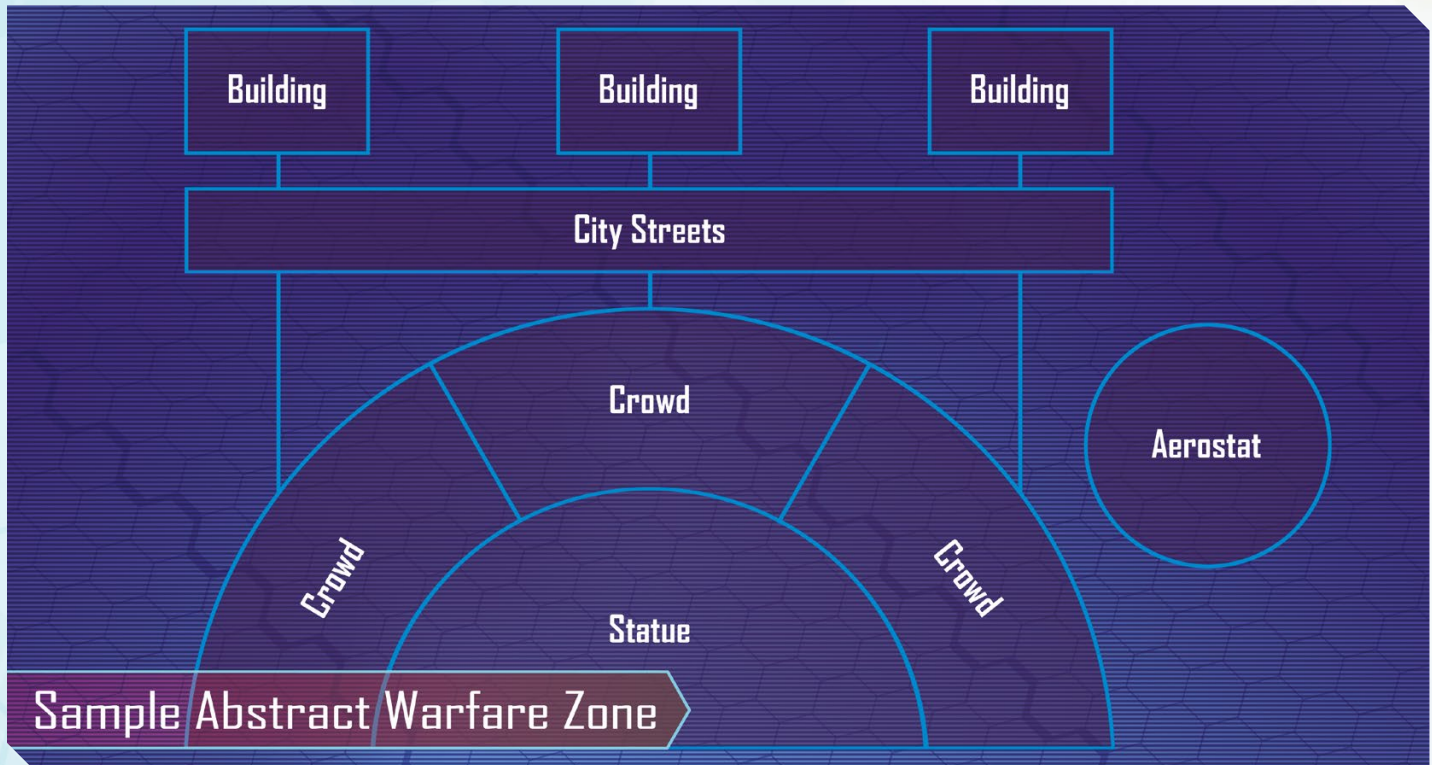 Building
Building
Building
City Streets
Crowd
Aerostat
Crowd
Crowd
Statue
Sample Abstract Warfare Zone